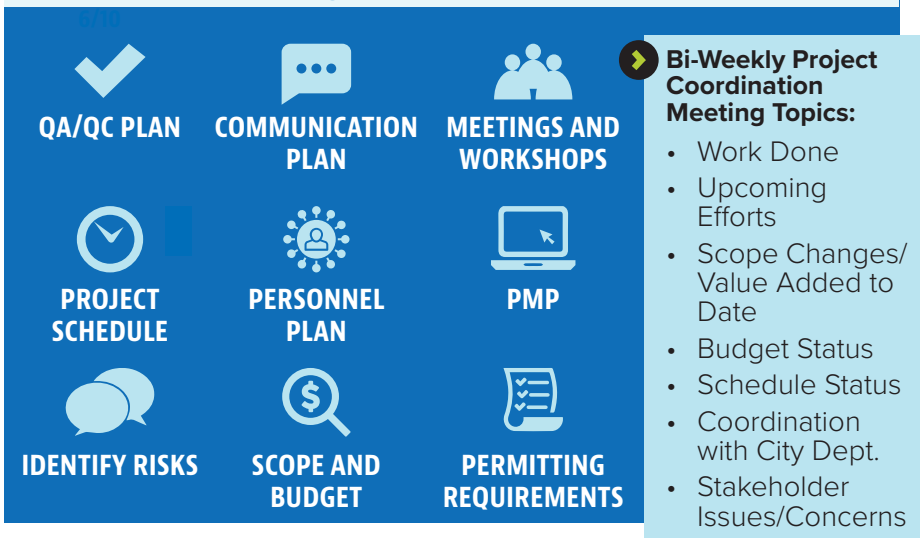 6/10
QA/QC PLAN
COMMUNICATION
PLAN
MEETINGS AND
WORKSHOPS
PROJECT
SCHEDULE
PERSONNEL
PLAN
PMP
IDENTIFY RISKS
SCOPE AND
BUDGET
PERMITTING
REQUIREMENTS
Bi-Weekly Project
Coordination
Meeting Topics:
• Work Done
• Upcoming
Efforts
• Scope Changes/
Value Added to
Date
• Budget Status
• Schedule Status
• Coordination
with City Dept.
• Stakeholder
Issues/Concerns